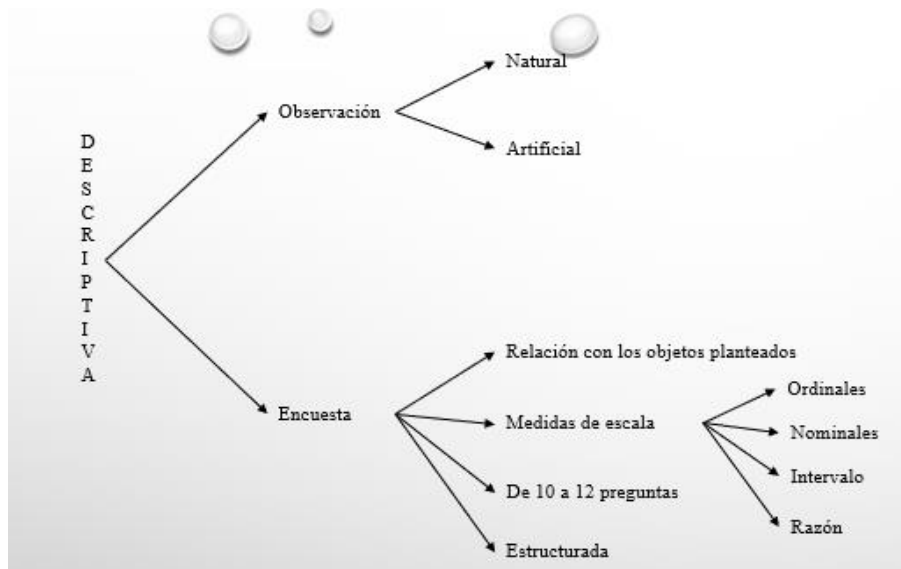 DESCRIPTIVA
Observación
Natural
Artificial
Encuesta
Relación con los objetos planteados
Medidas de escala
Ordinales
Nominales
Intervalo
Razón
De 10 a 12 preguntas
Estructurada